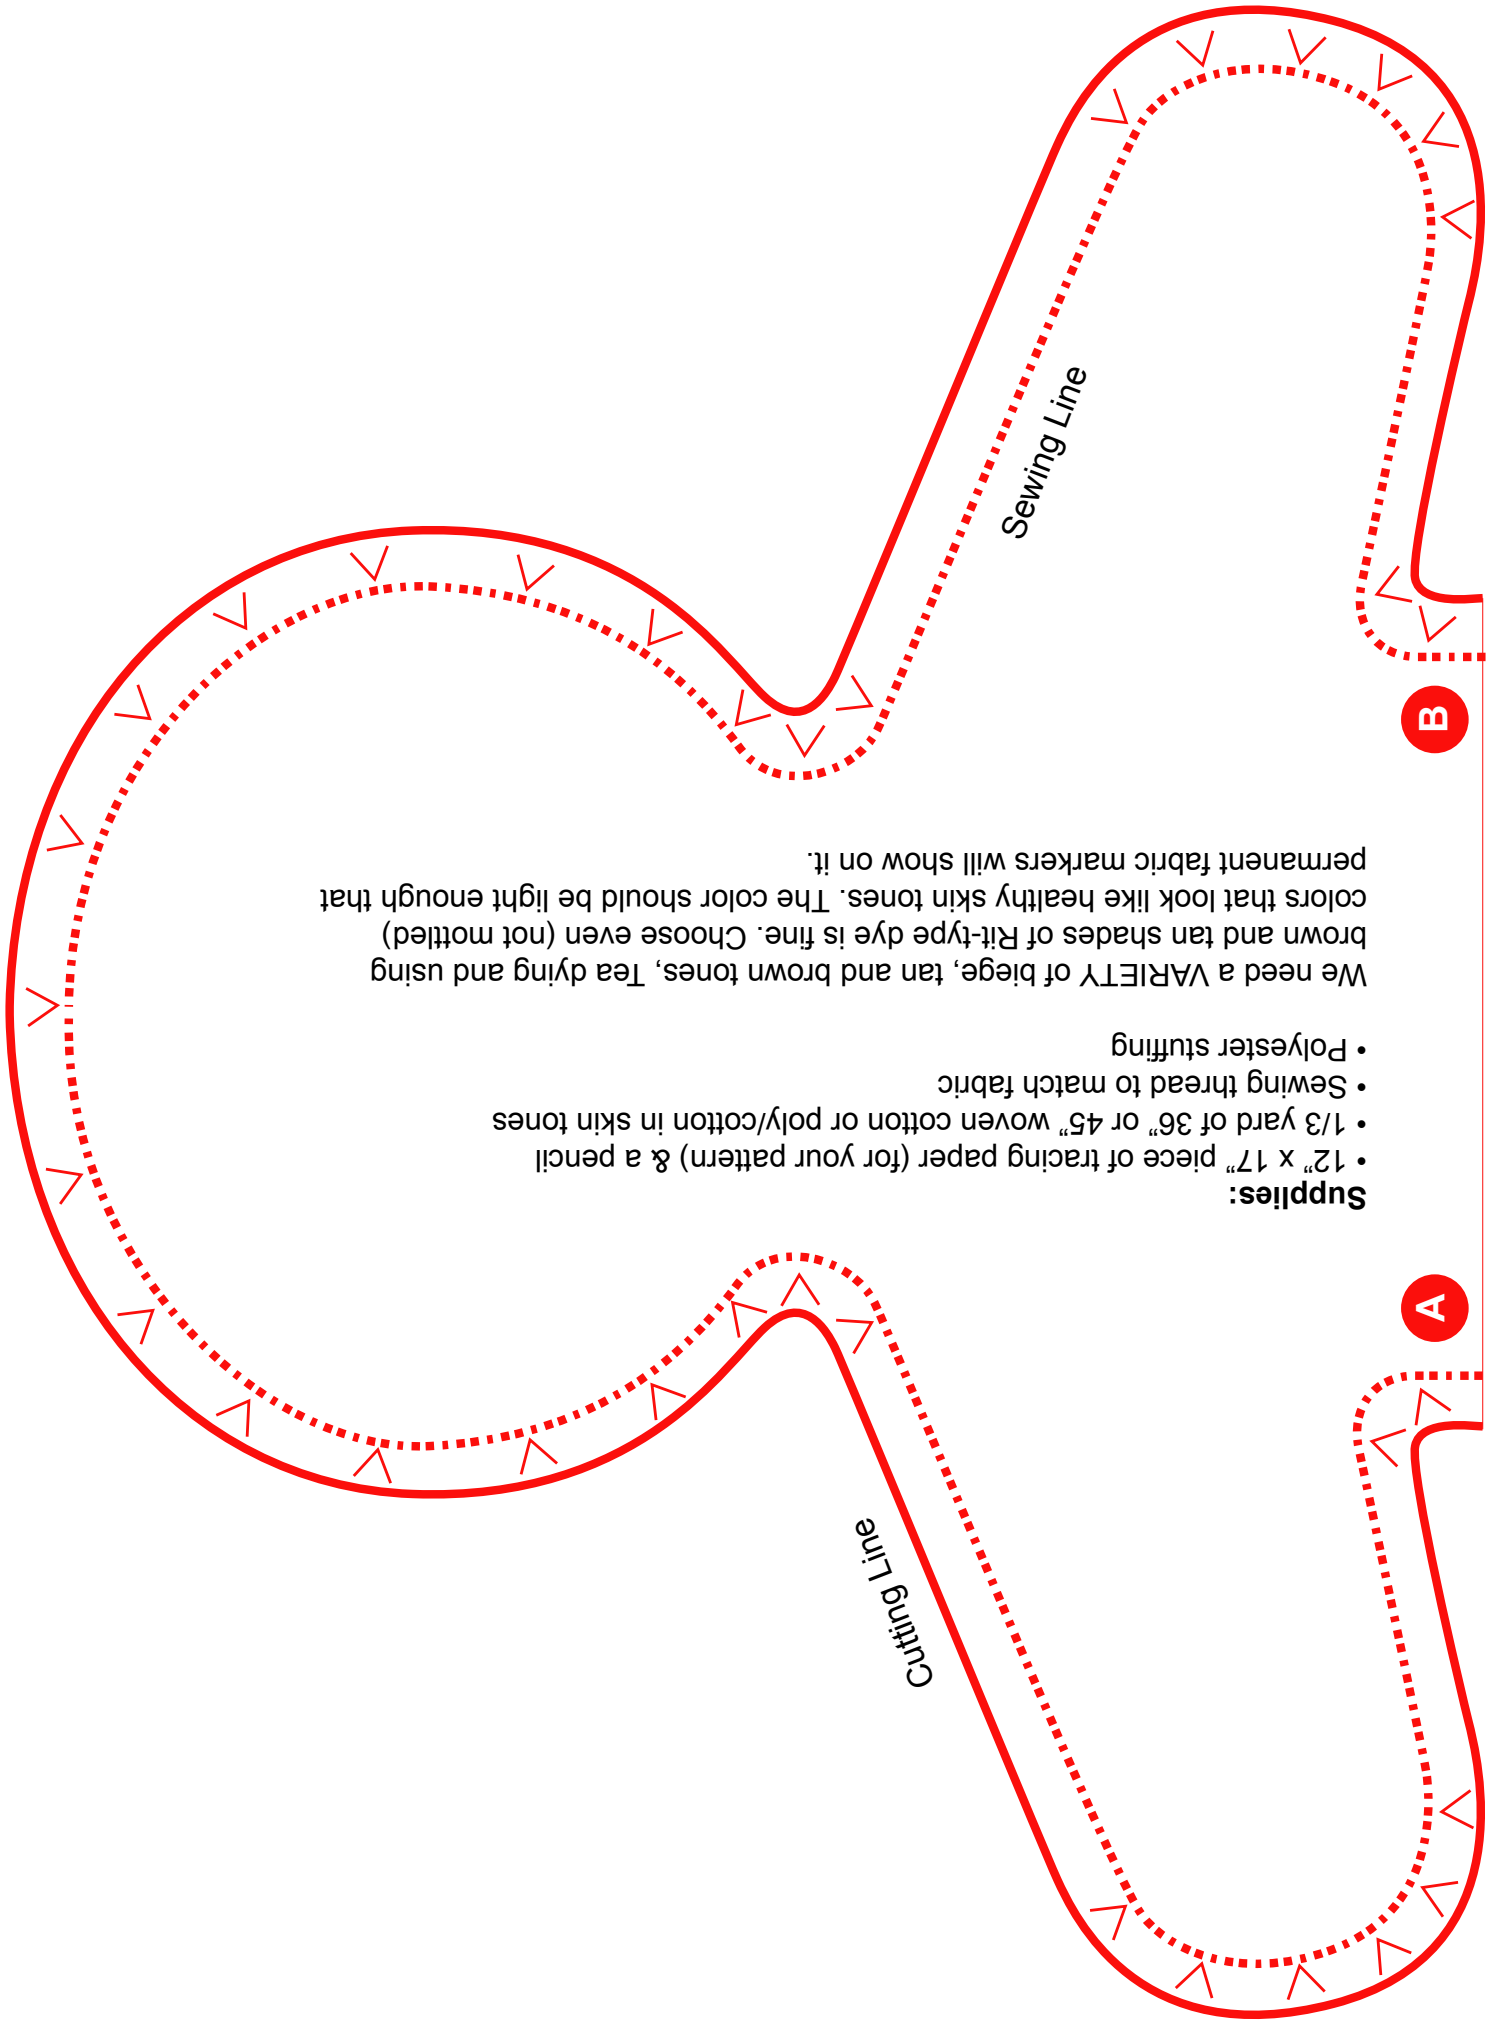 Supplies:
• 12” x 17” piece of tracing paper (for your pattern) & a pencil
• 1/3 yard of 36” or 45” woven cotton or poly/cotton in skin tones
• Sewing thread to match fabric
• Polyester stuffing
We need a VARIETY of biege, tan and brown tones, Tea dying and using
brown and tan shades of Rit-type dye is fine. Choose even (not mottled)
colors that look like healthy skin tones. The color should be light enough that
permanent fabric markers will show on it.
Cutting Line
Sewing Line
A
B